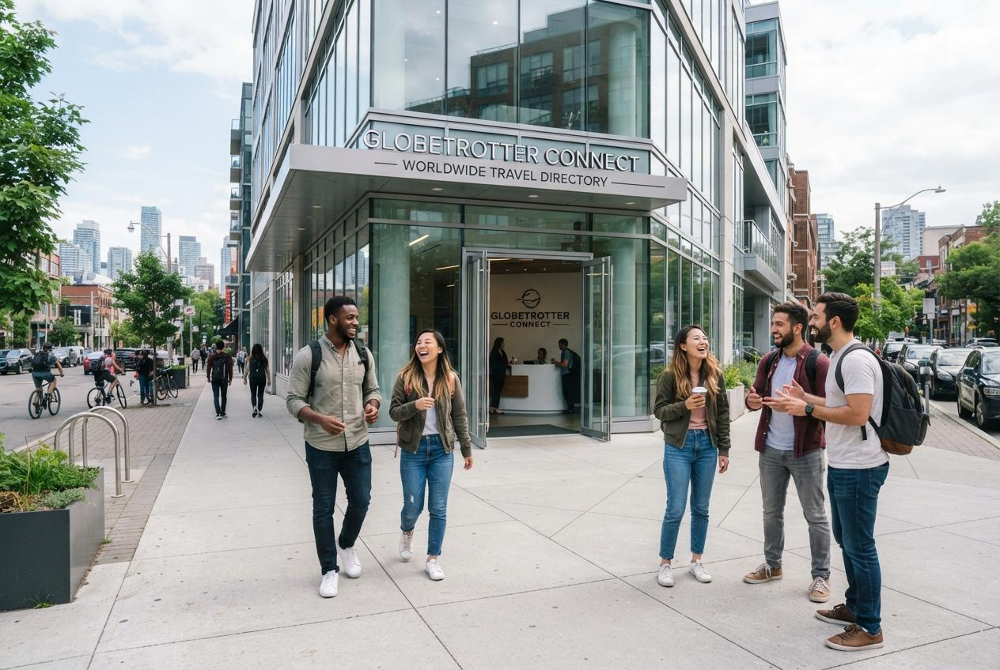 GLOBETROTTER CONNECT
— WORLDWIDE TRAVEL DIRECTORY —
GLOBETROTTER
— CONNECT —